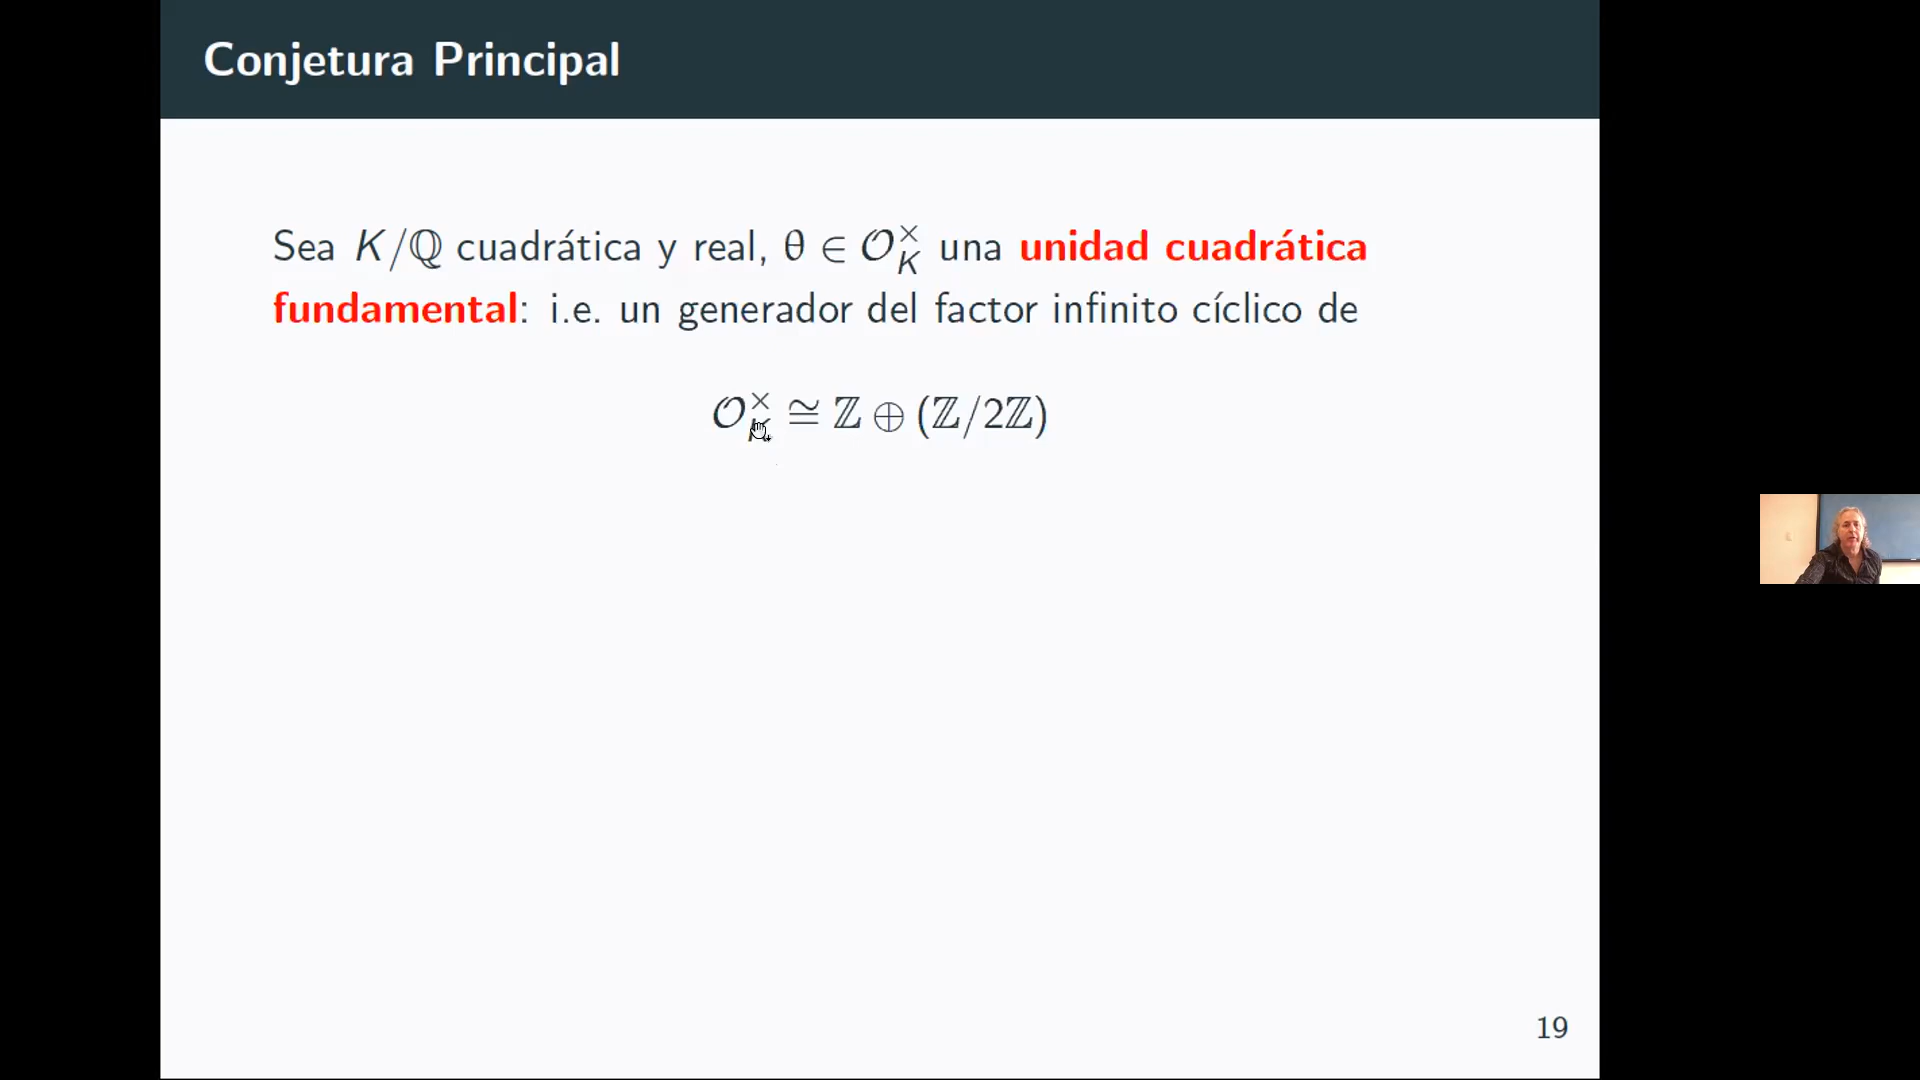 Conjetura Principal
Sea K/ℚ cuadrática y real, θ ∈ 𝒪_K^× una unidad cuadrática
fundamental: i.e. un generador del factor infinito cíclico de
𝒪_K^× ≅ ℤ ⊕ (ℤ/2ℤ)
19